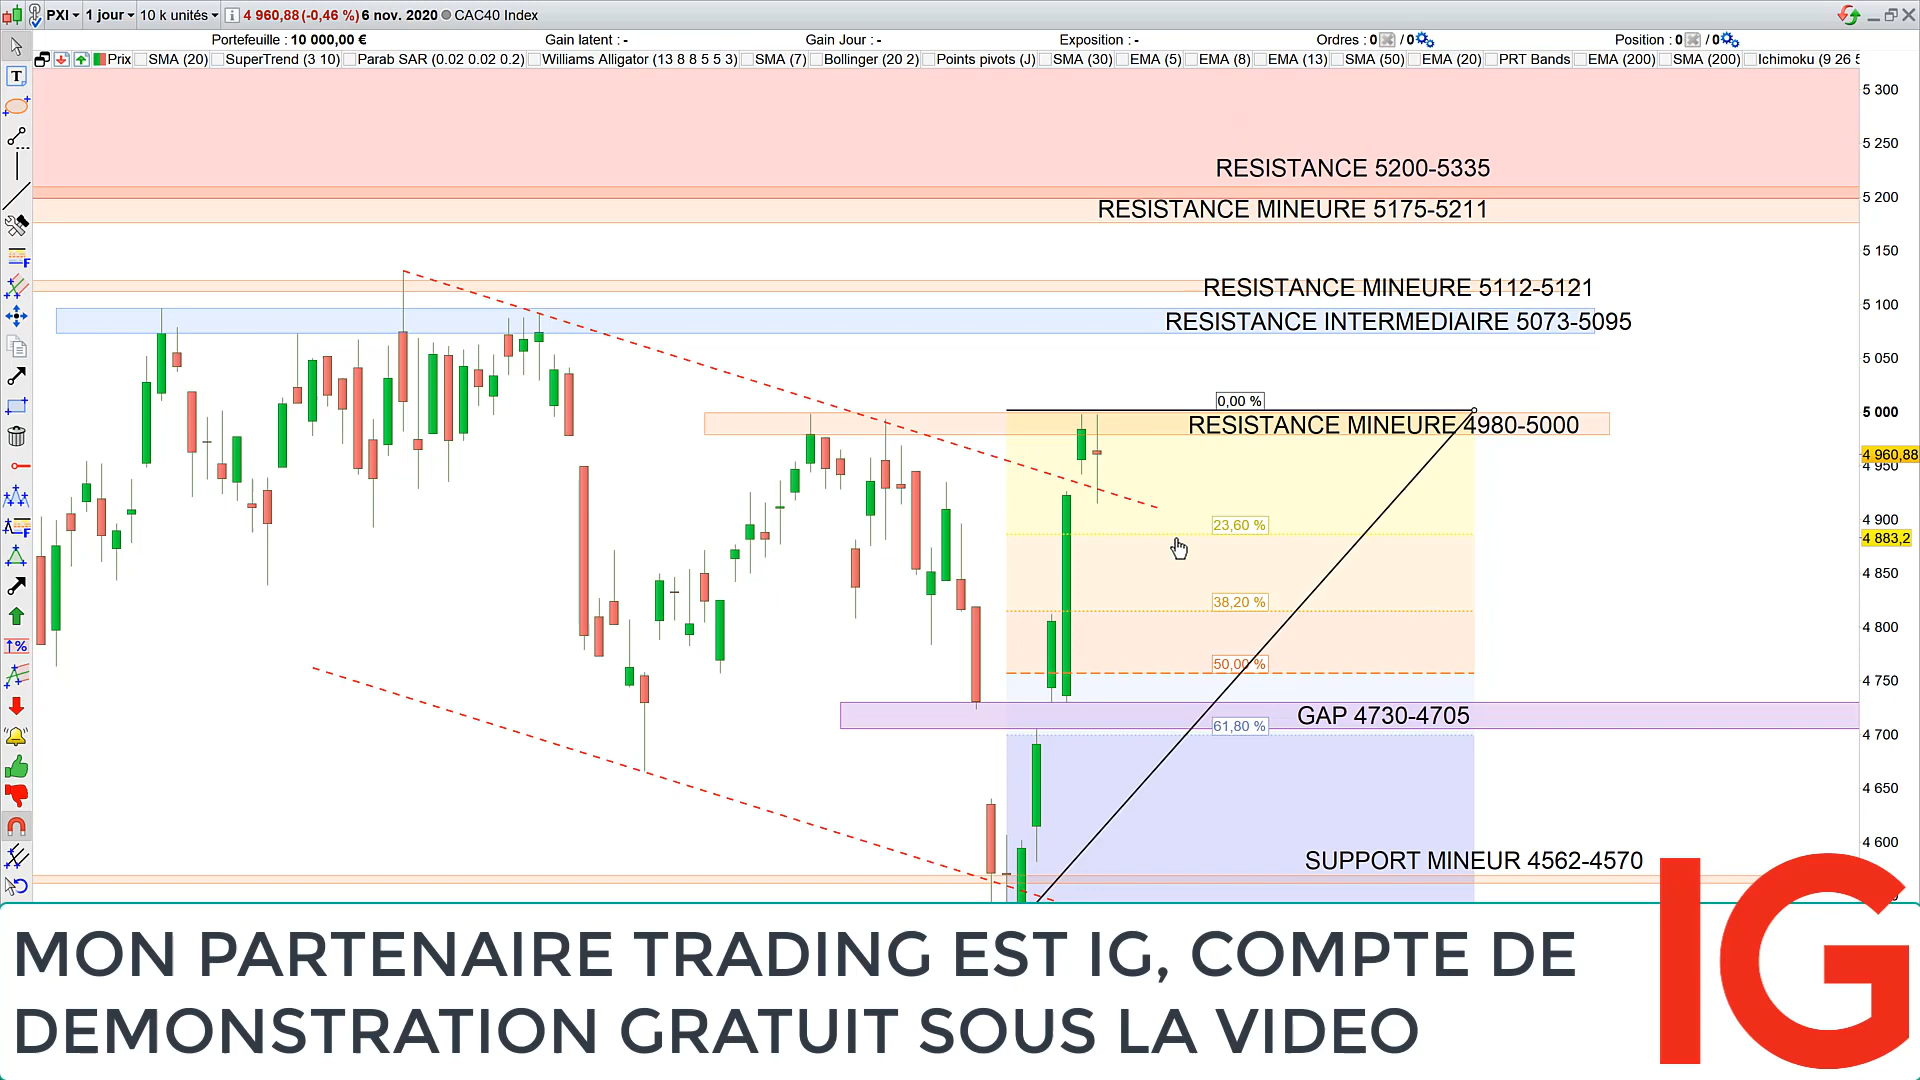 PXI 1 jour 10 k unités i 4 960,88 (-0,46 %) 6 nov. 2020 CAC40 Index
Portefeuille : 10 000,00 € Gain latent : - Gain Jour : - Exposition : - Ordres : 0 / 0 Position : 0 / 0
Prix SMA (20) SuperTrend (3 10) Parab SAR (0.02 0.02 0.2) Williams Alligator (13 8 8 5 5 3) SMA (7) Bollinger (20 2) Points pivots (J) SMA (30) EMA (5) EMA (8) EMA (13) SMA (50) EMA (20) PRT Bands EMA (200) SMA (200) Ichimoku (9 26 5
T
5 300
5 250
RESISTANCE 5200-5335
5 200
RESISTANCE MINEURE 5175-5211
5 150
RESISTANCE MINEURE 5112-5121
5 100
RESISTANCE INTERMEDIAIRE 5073-5095
5 050
0,00 %
5 000
RESISTANCE MINEURE 4980-5000
4 960,88
4 950
23,60 %
4 900
4 883,2
4 850
38,20 %
4 800
50,00 %
4 750
GAP 4730-4705
61,80 %
4 700
4 650
4 600
SUPPORT MINEUR 4562-4570
MON PARTENAIRE TRADING EST IG, COMPTE DE
DEMONSTRATION GRATUIT SOUS LA VIDEO
IG